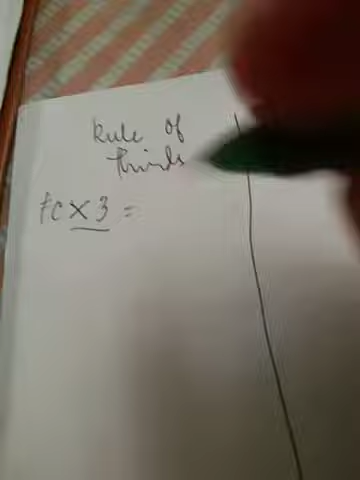 Rule of
thirds
fc x 3 =